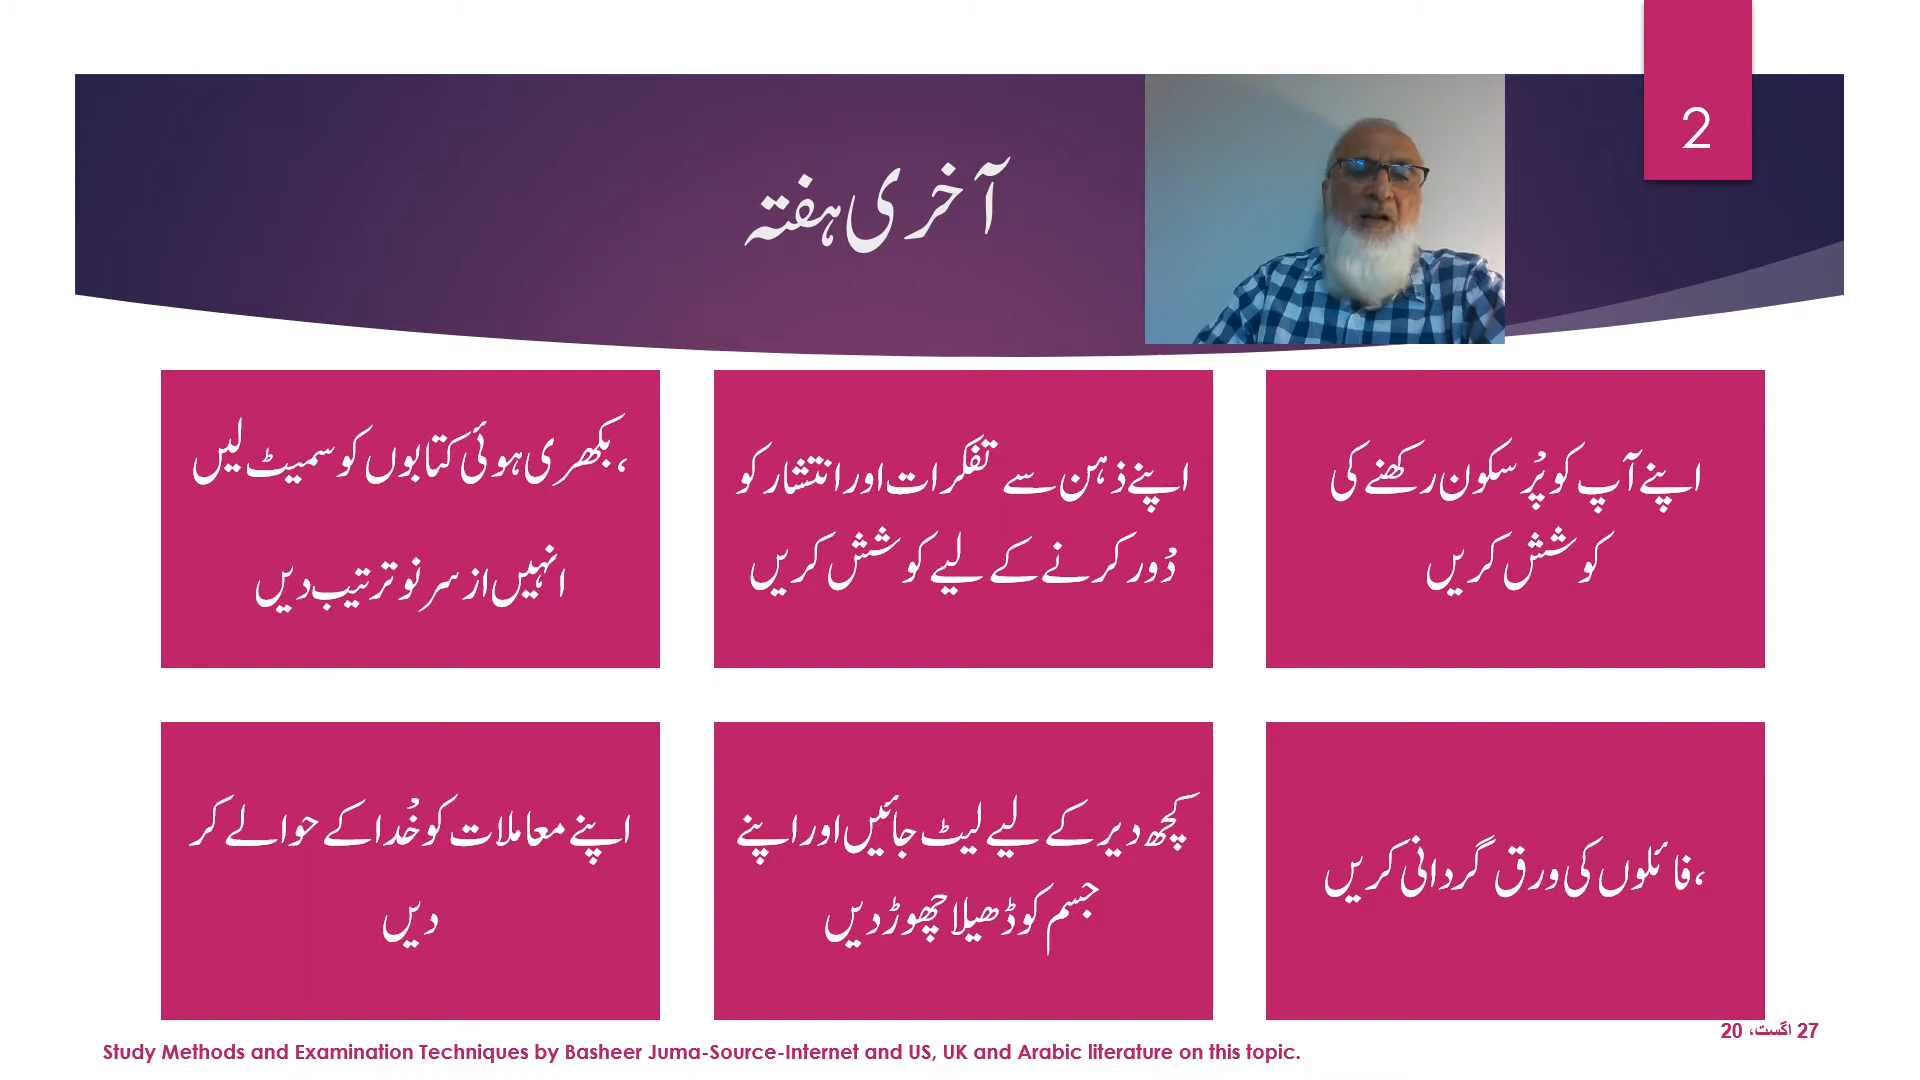 2
آخری ہفتہ
اپنے آپ کو پُر سکون رکھنے کی
کوشش کریں
اپنے ذہن سے تفکرات اور انتشار کو
دُور کرنے کے لیے کوشش کریں
بکھری ہوئی کتابوں کو سمیٹ لیں،
انہیں از سر نو ترتیب دیں
فائلوں کی ورق گردانی کریں،
کچھ دیر کے لیے لیٹ جائیں اور اپنے
جسم کو ڈھیلا چھوڑ دیں
اپنے معاملات کو خُدا کے حوالے کر
دیں
27 اگست، 20
Study Methods and Examination Techniques by Basheer Juma-Source-Internet and US, UK and Arabic literature on this topic.